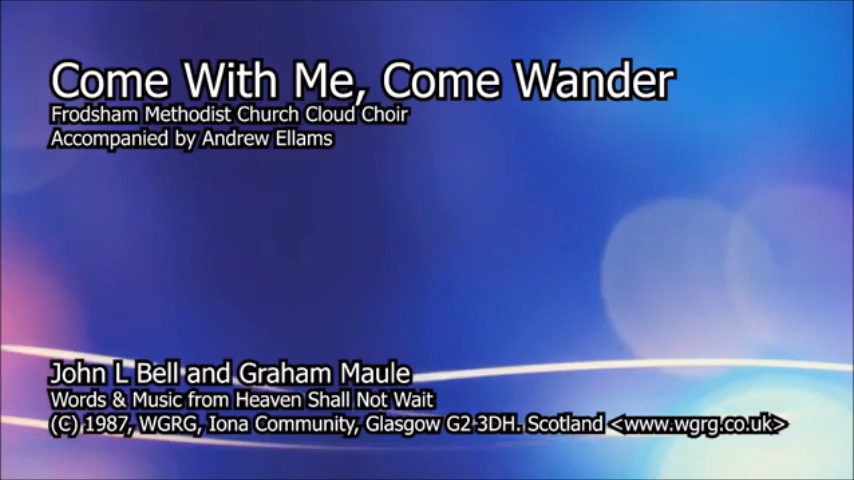 Come With Me, Come Wander
Frodsham Methodist Church Cloud Choir
Accompanied by Andrew Ellams
John L Bell and Graham Maule
Words & Music from Heaven Shall Not Wait
(C) 1987, WGRG, Iona Community, Glasgow G2 3DH. Scotland <www.wgrg.co.uk>